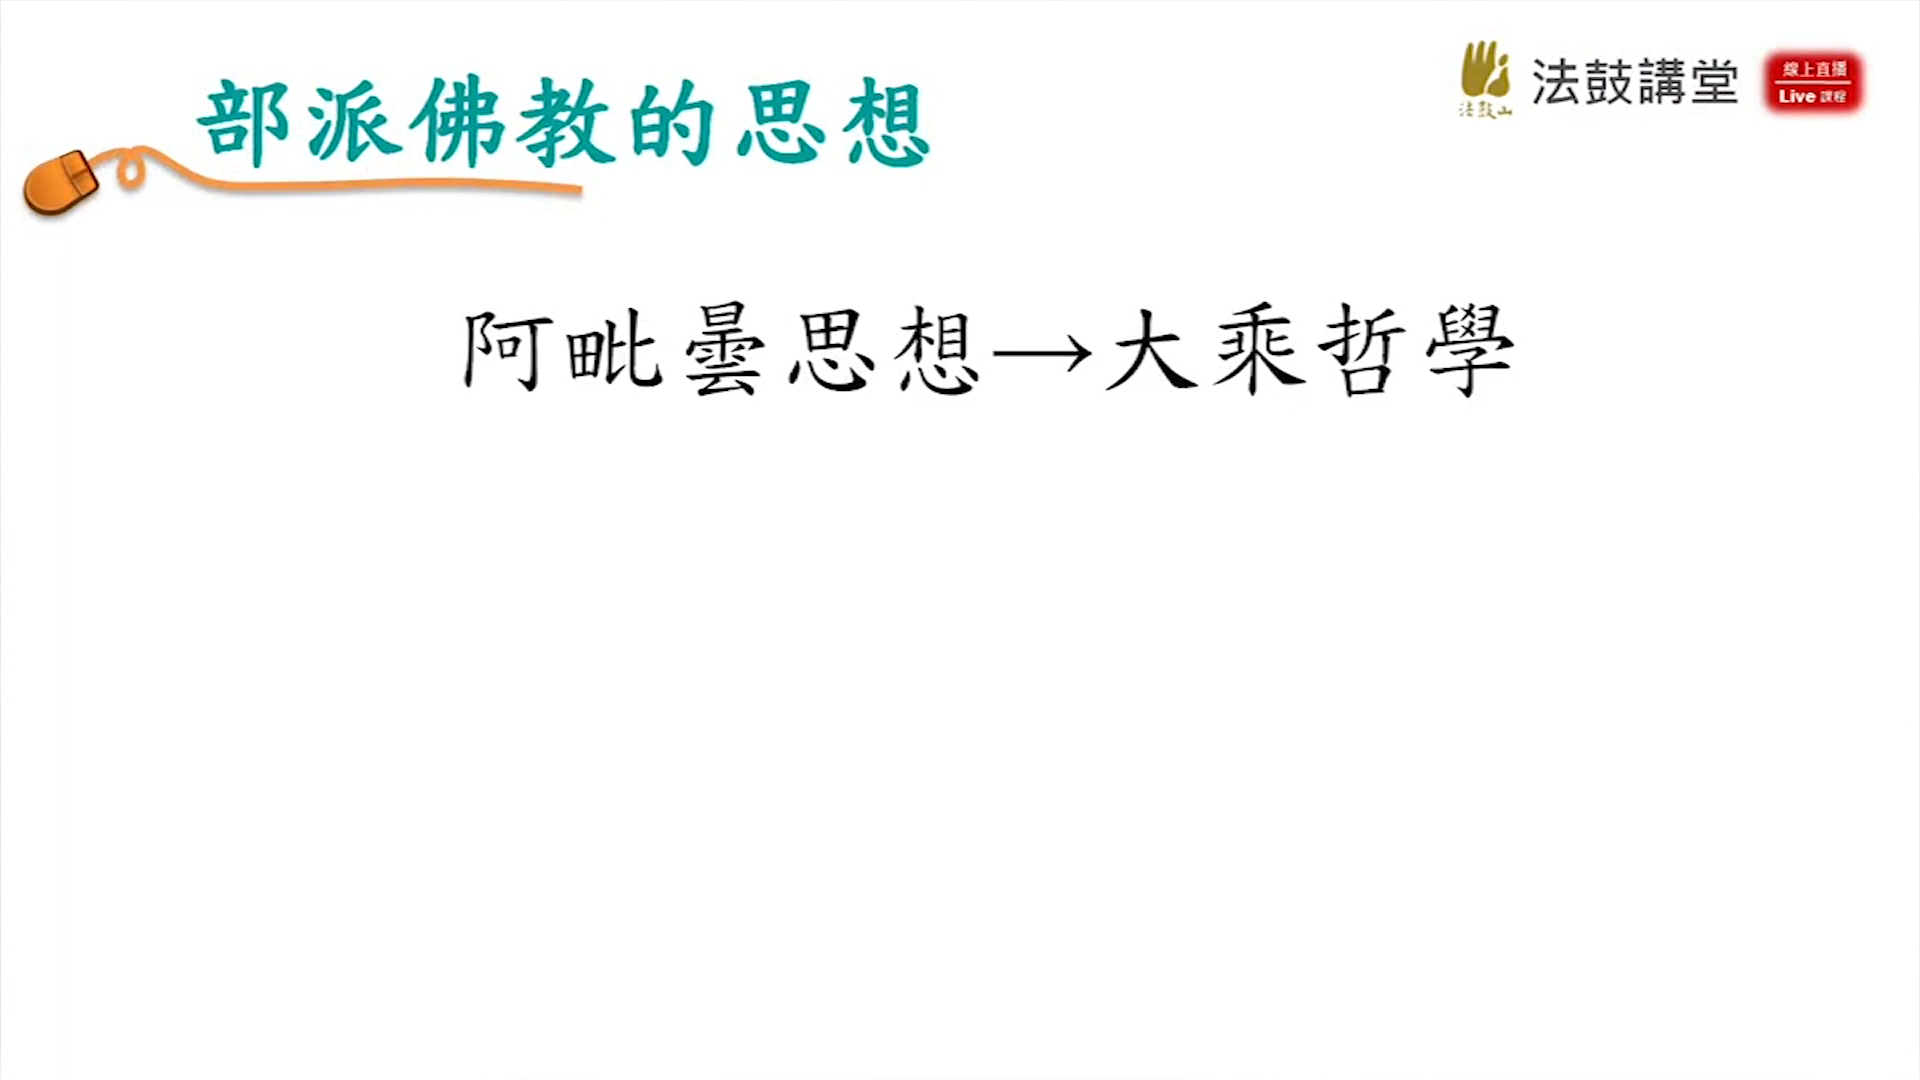 部派佛教的思想
法鼓山
法鼓講堂
線上直播
Live 課程
阿毗曇思想→大乘哲學